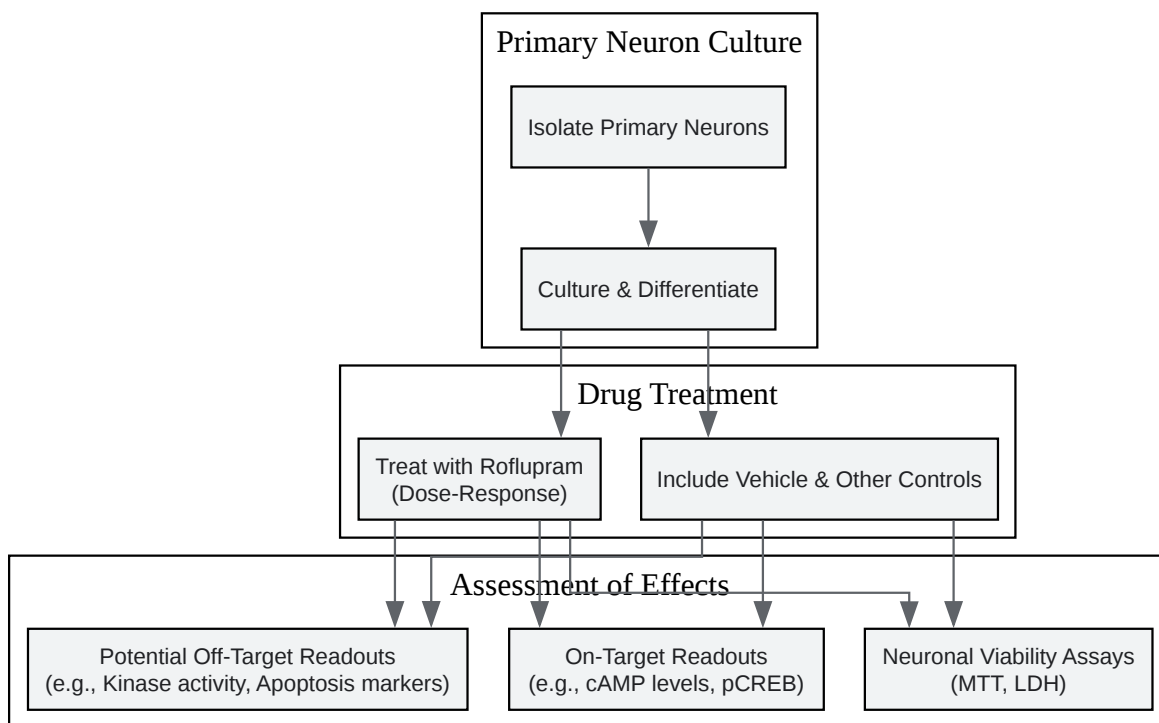 Primary Neuron Culture
Isolate Primary Neurons
Culture & Differentiate
Drug Treatment
Treat with Roflupram
(Dose-Response)
Include Vehicle & Other Controls
Assessment of Effects
Potential Off-Target Readouts
(e.g., Kinase activity, Apoptosis markers)
On-Target Readouts
(e.g., cAMP levels, pCREB)
Neuronal Viability Assays
(MTT, LDH)